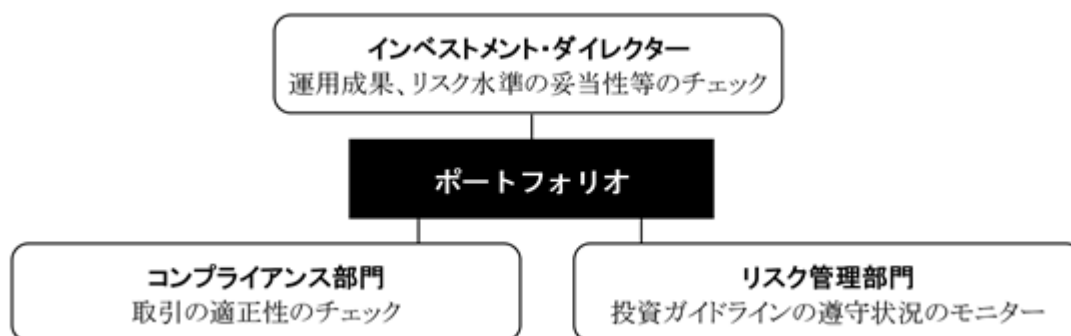 インベストメント・ダイレクター
運用成果、リスク水準の妥当性等のチェック
ポートフォリオ
コンプライアンス部門
取引の適正性のチェック
リスク管理部門
投資ガイドラインの遵守状況のモニター